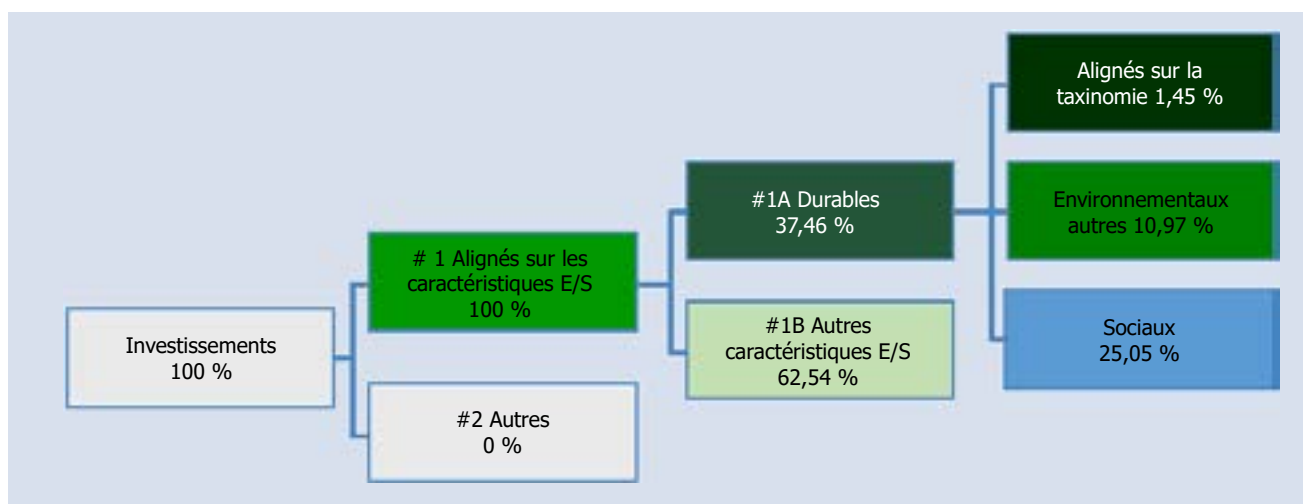 Investissements
100 %
# 1 Alignés sur les
caractéristiques E/S
100 %
#2 Autres
0 %
#1A Durables
37,46 %
#1B Autres
caractéristiques E/S
62,54 %
Alignés sur la
taxinomie 1,45 %
Environnementaux
autres 10,97 %
Sociaux
25,05 %